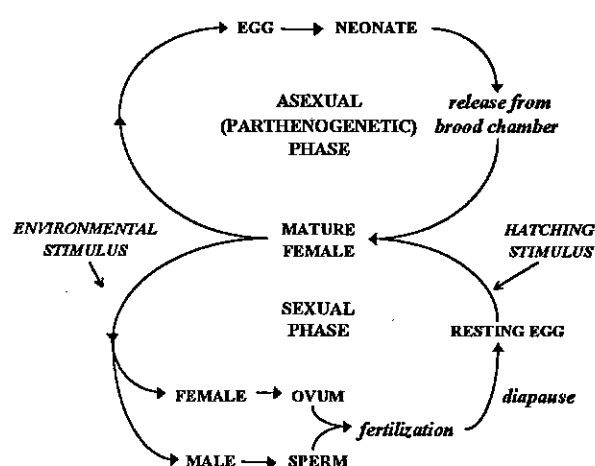 EGG
NEONATE
ASEXUAL
(PARTHENOGENETIC)
PHASE
release from
brood chamber
ENVIRONMENTAL
STIMULUS
MATURE
FEMALE
HATCHING
STIMULUS
SEXUAL
PHASE
RESTING EGG
FEMALE
OVUM
diapause
fertilization
MALE
SPERM